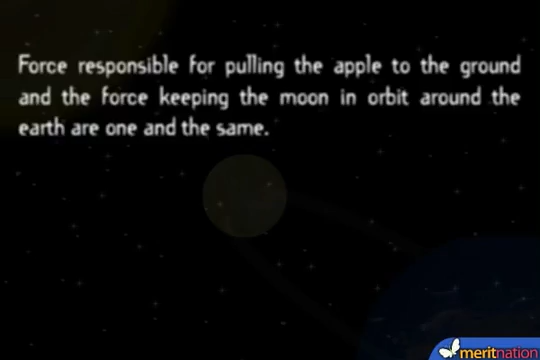 Force responsible for pulling the apple to the ground
and the force keeping the moon in orbit around the
earth are one and the same.
meritnation